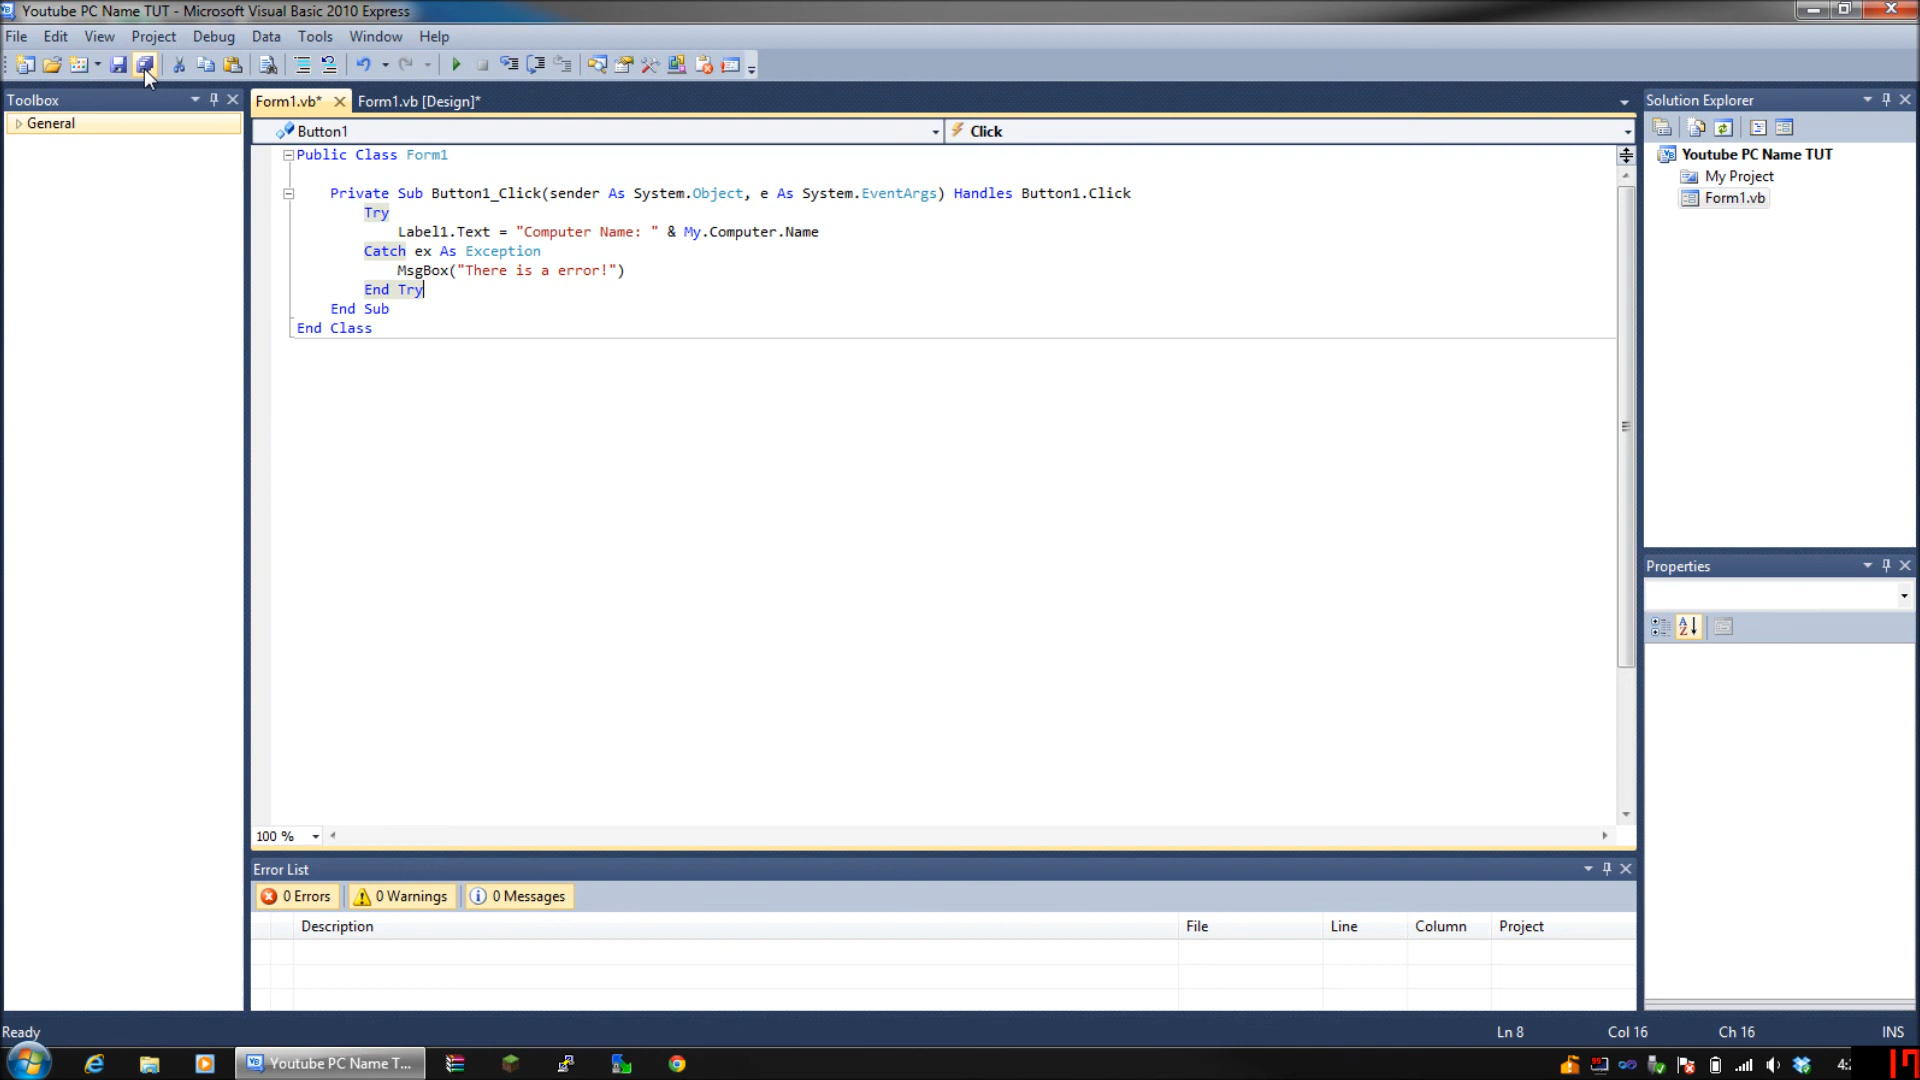 Youtube PC Name TUT - Microsoft Visual Basic 2010 Express
File Edit View Project Debug Data Tools Window Help
Toolbox
General
Form1.vb* Form1.vb [Design]*
Button1 Click
Public Class Form1
Private Sub Button1_Click(sender As System.Object, e As System.EventArgs) Handles Button1.Click
Try
Label1.Text = "Computer Name: " & My.Computer.Name
Catch ex As Exception
MsgBox("There is a error!")
End Try
End Sub
End Class
100 %
Solution Explorer
Youtube PC Name TUT
My Project
Form1.vb
Properties
Error List
0 Errors 0 Warnings 0 Messages
Description File Line Column Project
Ready Ln 8 Col 16 Ch 16 INS
Youtube PC Name T...